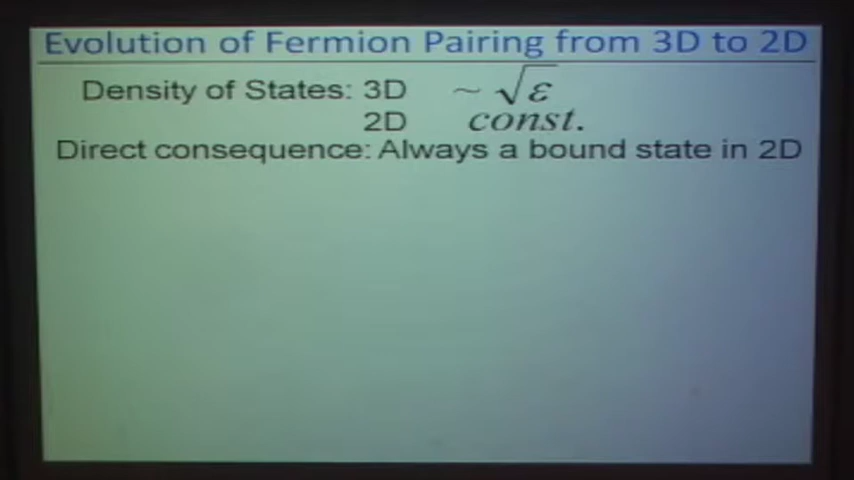 Evolution of Fermion Pairing from 3D to 2D
Density of States: 3D ~ √ε
2D const.
Direct consequence: Always a bound state in 2D